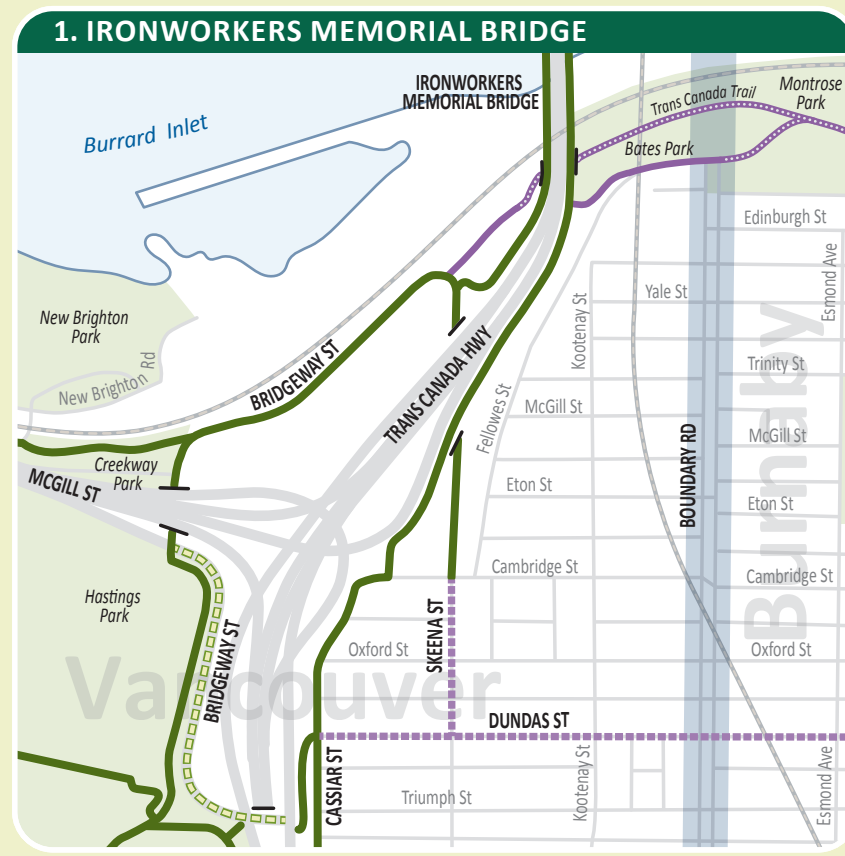 1. IRONWORKERS MEMORIAL BRIDGE
IRONWORKERS
MEMORIAL BRIDGE
Montrose
Park
Trans Canada Trail
Burrard Inlet
Bates Park
Edinburgh St
Esmond Ave
Yale St
Kootenay St
New Brighton
Park
New Brighton Rd
BRIDGEWAY ST
TRANS CANADA HWY
Trinity St
Fellowes St
McGill St
McGill St
BOUNDARY RD
Burnaby
Creekway
Park
MCGILL ST
Eton St
Eton St
Cambridge St
Cambridge St
Hastings
Park
BRIDGEWAY ST
SKEENA ST
Oxford St
Oxford St
Vancouver
DUNDAS ST
CASSIAR ST
Kootenay St
Esmond Ave
Triumph St